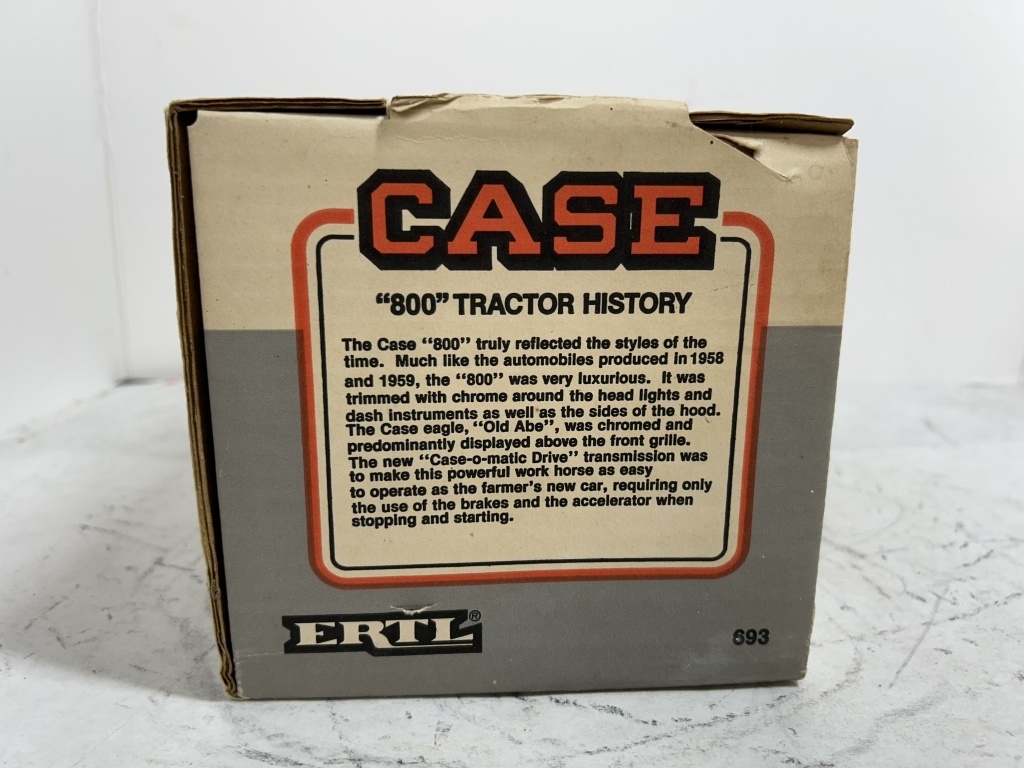 CASE
“800” TRACTOR HISTORY
The Case “800” truly reflected the styles of the
time. Much like the automobiles produced in 1958
and 1959, the “800” was very luxurious. It was
trimmed with chrome around the head lights and
dash instruments as well as the sides of the hood.
The Case eagle, “Old Abe”, was chromed and
predominantly displayed above the front grille.
The new “Case-o-matic Drive” transmission was
to make this powerful work horse as easy
to operate as the farmer's new car, requiring only
the use of the brakes and the accelerator when
stopping and starting.
ERTL®
693